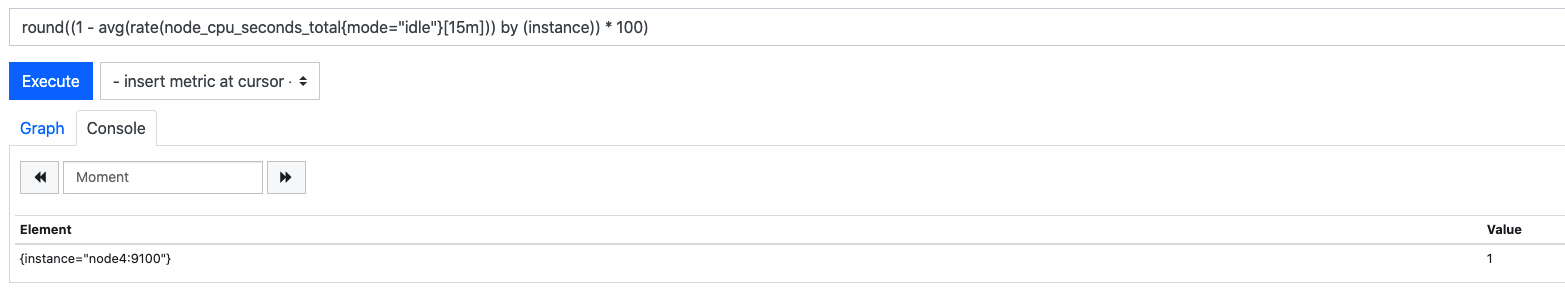 round((1 - avg(rate(node_cpu_seconds_total{mode="idle"}[15m])) by (instance)) * 100)
Execute - insert metric at cursor -
Graph Console
Moment
Element Value
{instance="node4:9100"} 1